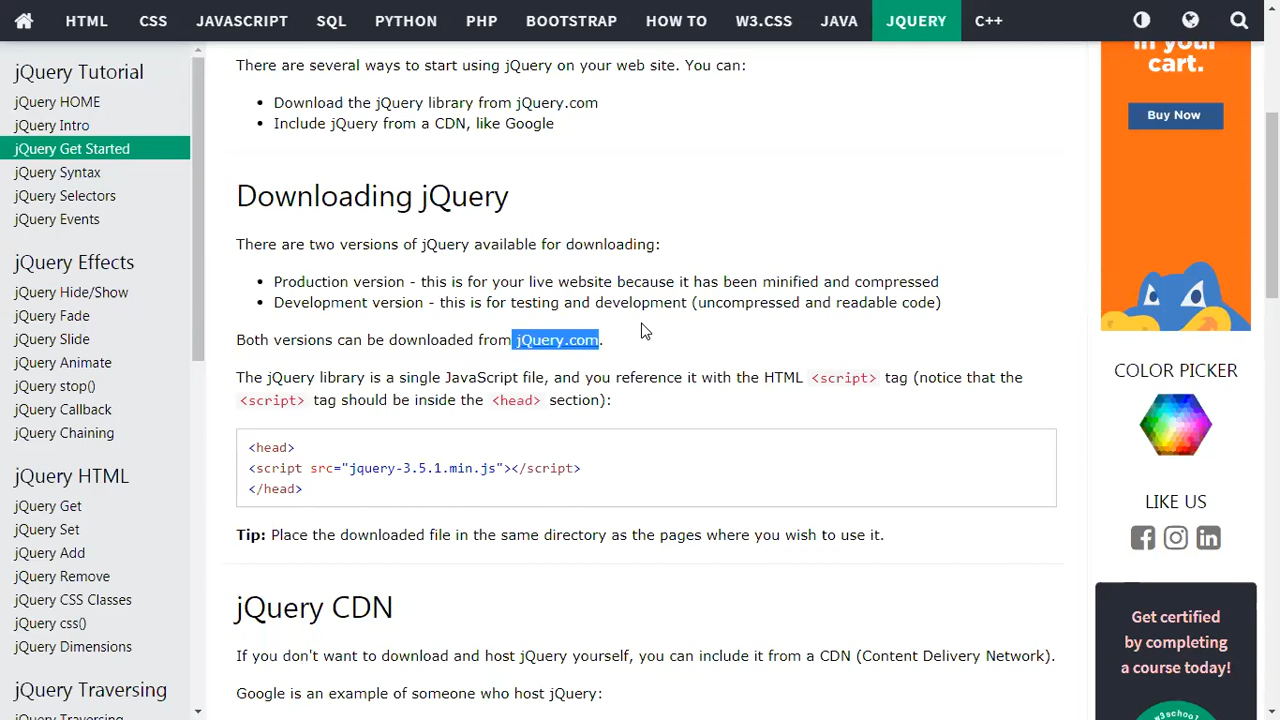 HTML CSS JAVASCRIPT SQL PYTHON PHP BOOTSTRAP HOW TO W3.CSS JAVA JQUERY C++
jQuery Tutorial
jQuery HOME
jQuery Intro
jQuery Get Started
jQuery Syntax
jQuery Selectors
jQuery Events
jQuery Effects
jQuery Hide/Show
jQuery Fade
jQuery Slide
jQuery Animate
jQuery stop()
jQuery Callback
jQuery Chaining
jQuery HTML
jQuery Get
jQuery Set
jQuery Add
jQuery Remove
jQuery CSS Classes
jQuery css()
jQuery Dimensions
jQuery Traversing
jQuery Traversing
There are several ways to start using jQuery on your web site. You can:
• Download the jQuery library from jQuery.com
• Include jQuery from a CDN, like Google
Downloading jQuery
There are two versions of jQuery available for downloading:
• Production version - this is for your live website because it has been minified and compressed
• Development version - this is for testing and development (uncompressed and readable code)
Both versions can be downloaded from jQuery.com.
The jQuery library is a single JavaScript file, and you reference it with the HTML <script> tag (notice that the
<script> tag should be inside the <head> section):
<head>
<script src="jquery-3.5.1.min.js"></script>
</head>
Tip: Place the downloaded file in the same directory as the pages where you wish to use it.
jQuery CDN
If you don't want to download and host jQuery yourself, you can include it from a CDN (Content Delivery Network).
Google is an example of someone who host jQuery:
in your
cart.
Buy Now
COLOR PICKER
LIKE US
Get certified
by completing
a course today!
w3school